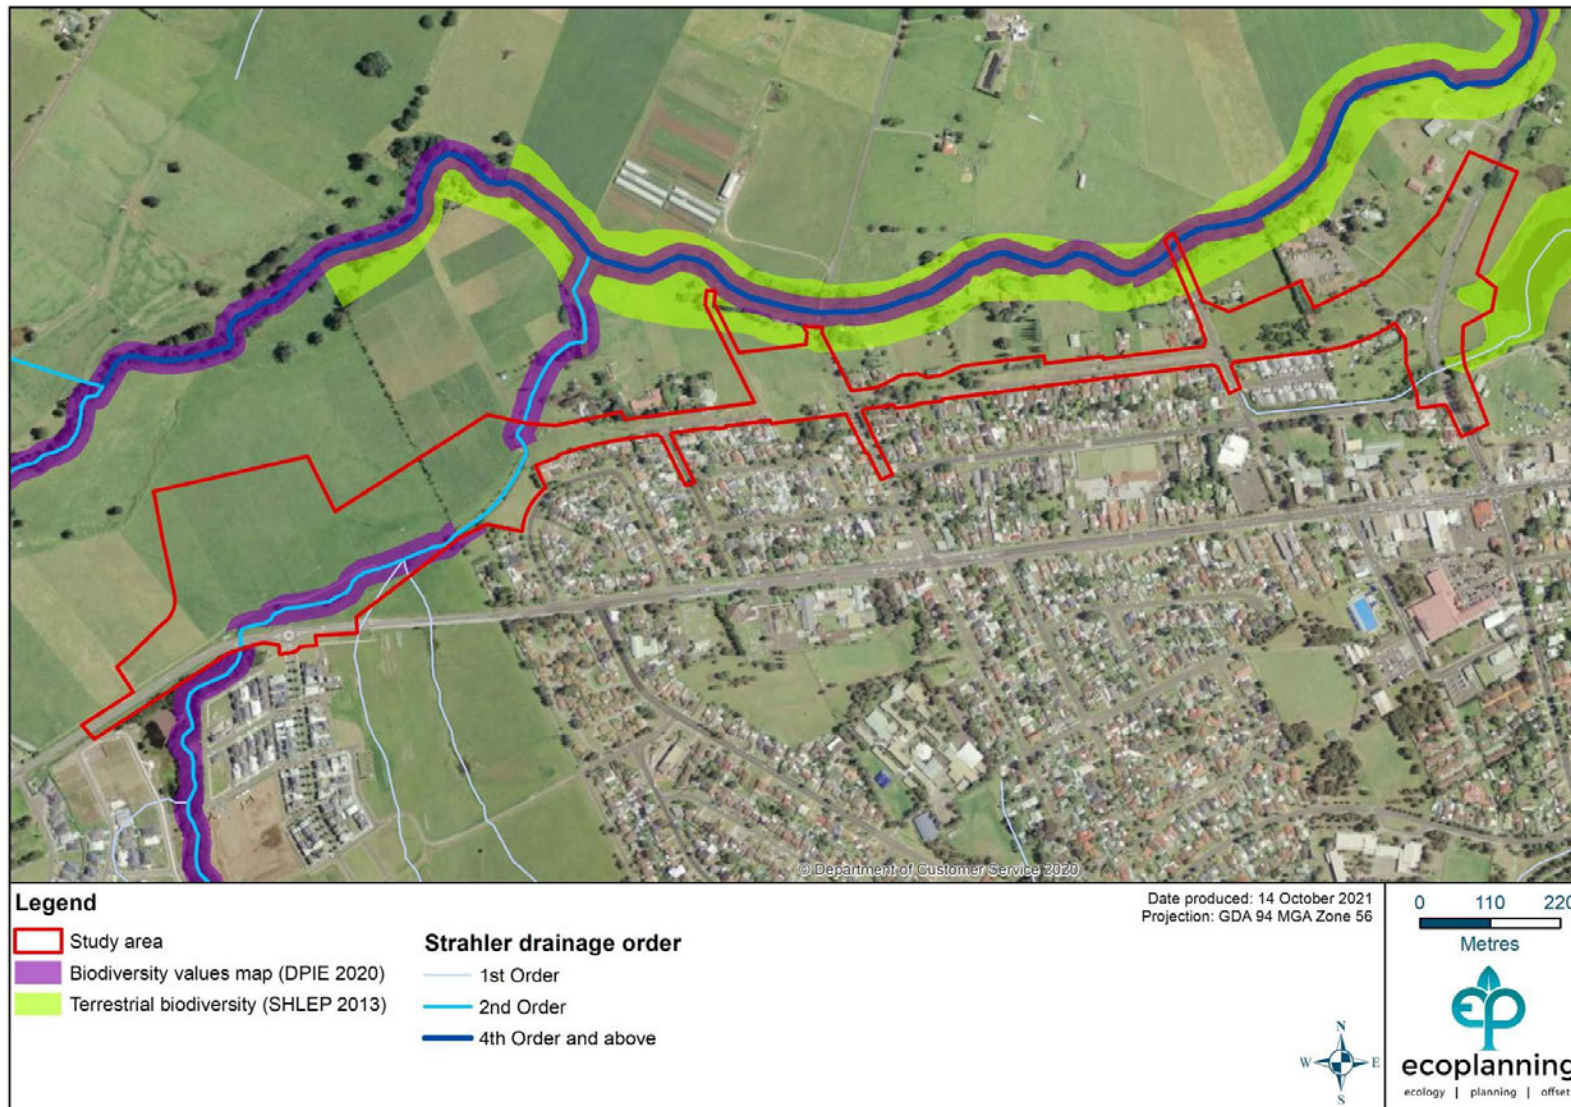 © Department of Customer Service 2020
Legend
Study area
Biodiversity values map (DPIE 2020)
Terrestrial biodiversity (SHLEP 2013)
Strahler drainage order
1st Order
2nd Order
4th Order and above
Date produced: 14 October 2021
Projection: GDA 94 MGA Zone 56
N
W E
S
0 110 220
Metres
ep
ecoplanning
ecology | planning | offset